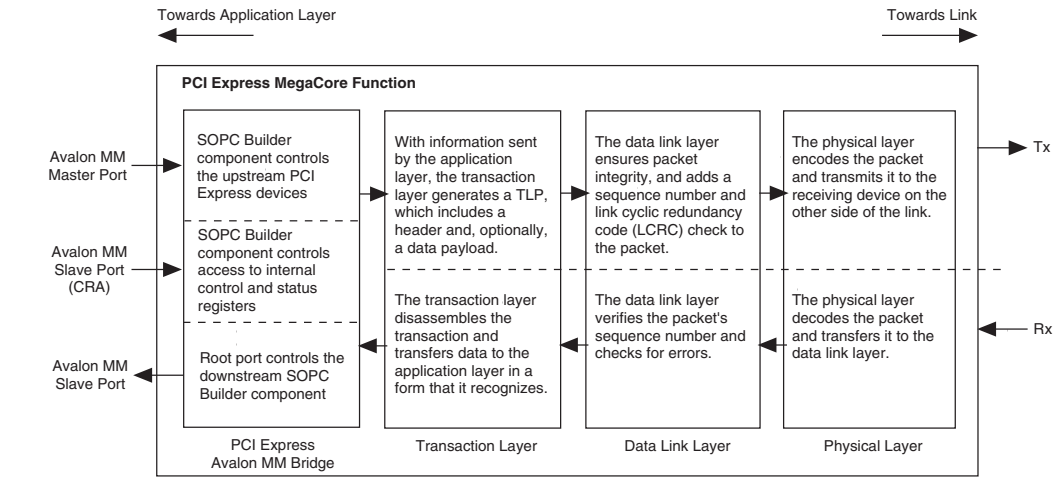 Towards Application Layer
Towards Link
PCI Express MegaCore Function
Avalon MM
Master Port
Avalon MM
Slave Port
(CRA)
Avalon MM
Slave Port
SOPC Builder
component controls
the upstream PCI
Express devices
SOPC Builder
component controls
access to internal
control and status
registers
Root port controls the
downstream SOPC
Builder component
PCI Express
Avalon MM Bridge
With information sent
by the application
layer, the transaction
layer generates a TLP,
which includes a
header and, optionally,
a data payload.
The transaction layer
disassembles the
transaction and
transfers data to the
application layer in a
form that it recognizes.
Transaction Layer
The data link layer
ensures packet
integrity, and adds a
sequence number and
link cyclic redundancy
code (LCRC) check to
the packet.
The data link layer
verifies the packet's
sequence number and
checks for errors.
Data Link Layer
The physical layer
encodes the packet
and transmits it to the
receiving device on the
other side of the link.
The physical layer
decodes the packet
and transfers it to the
data link layer.
Physical Layer
Tx
Rx